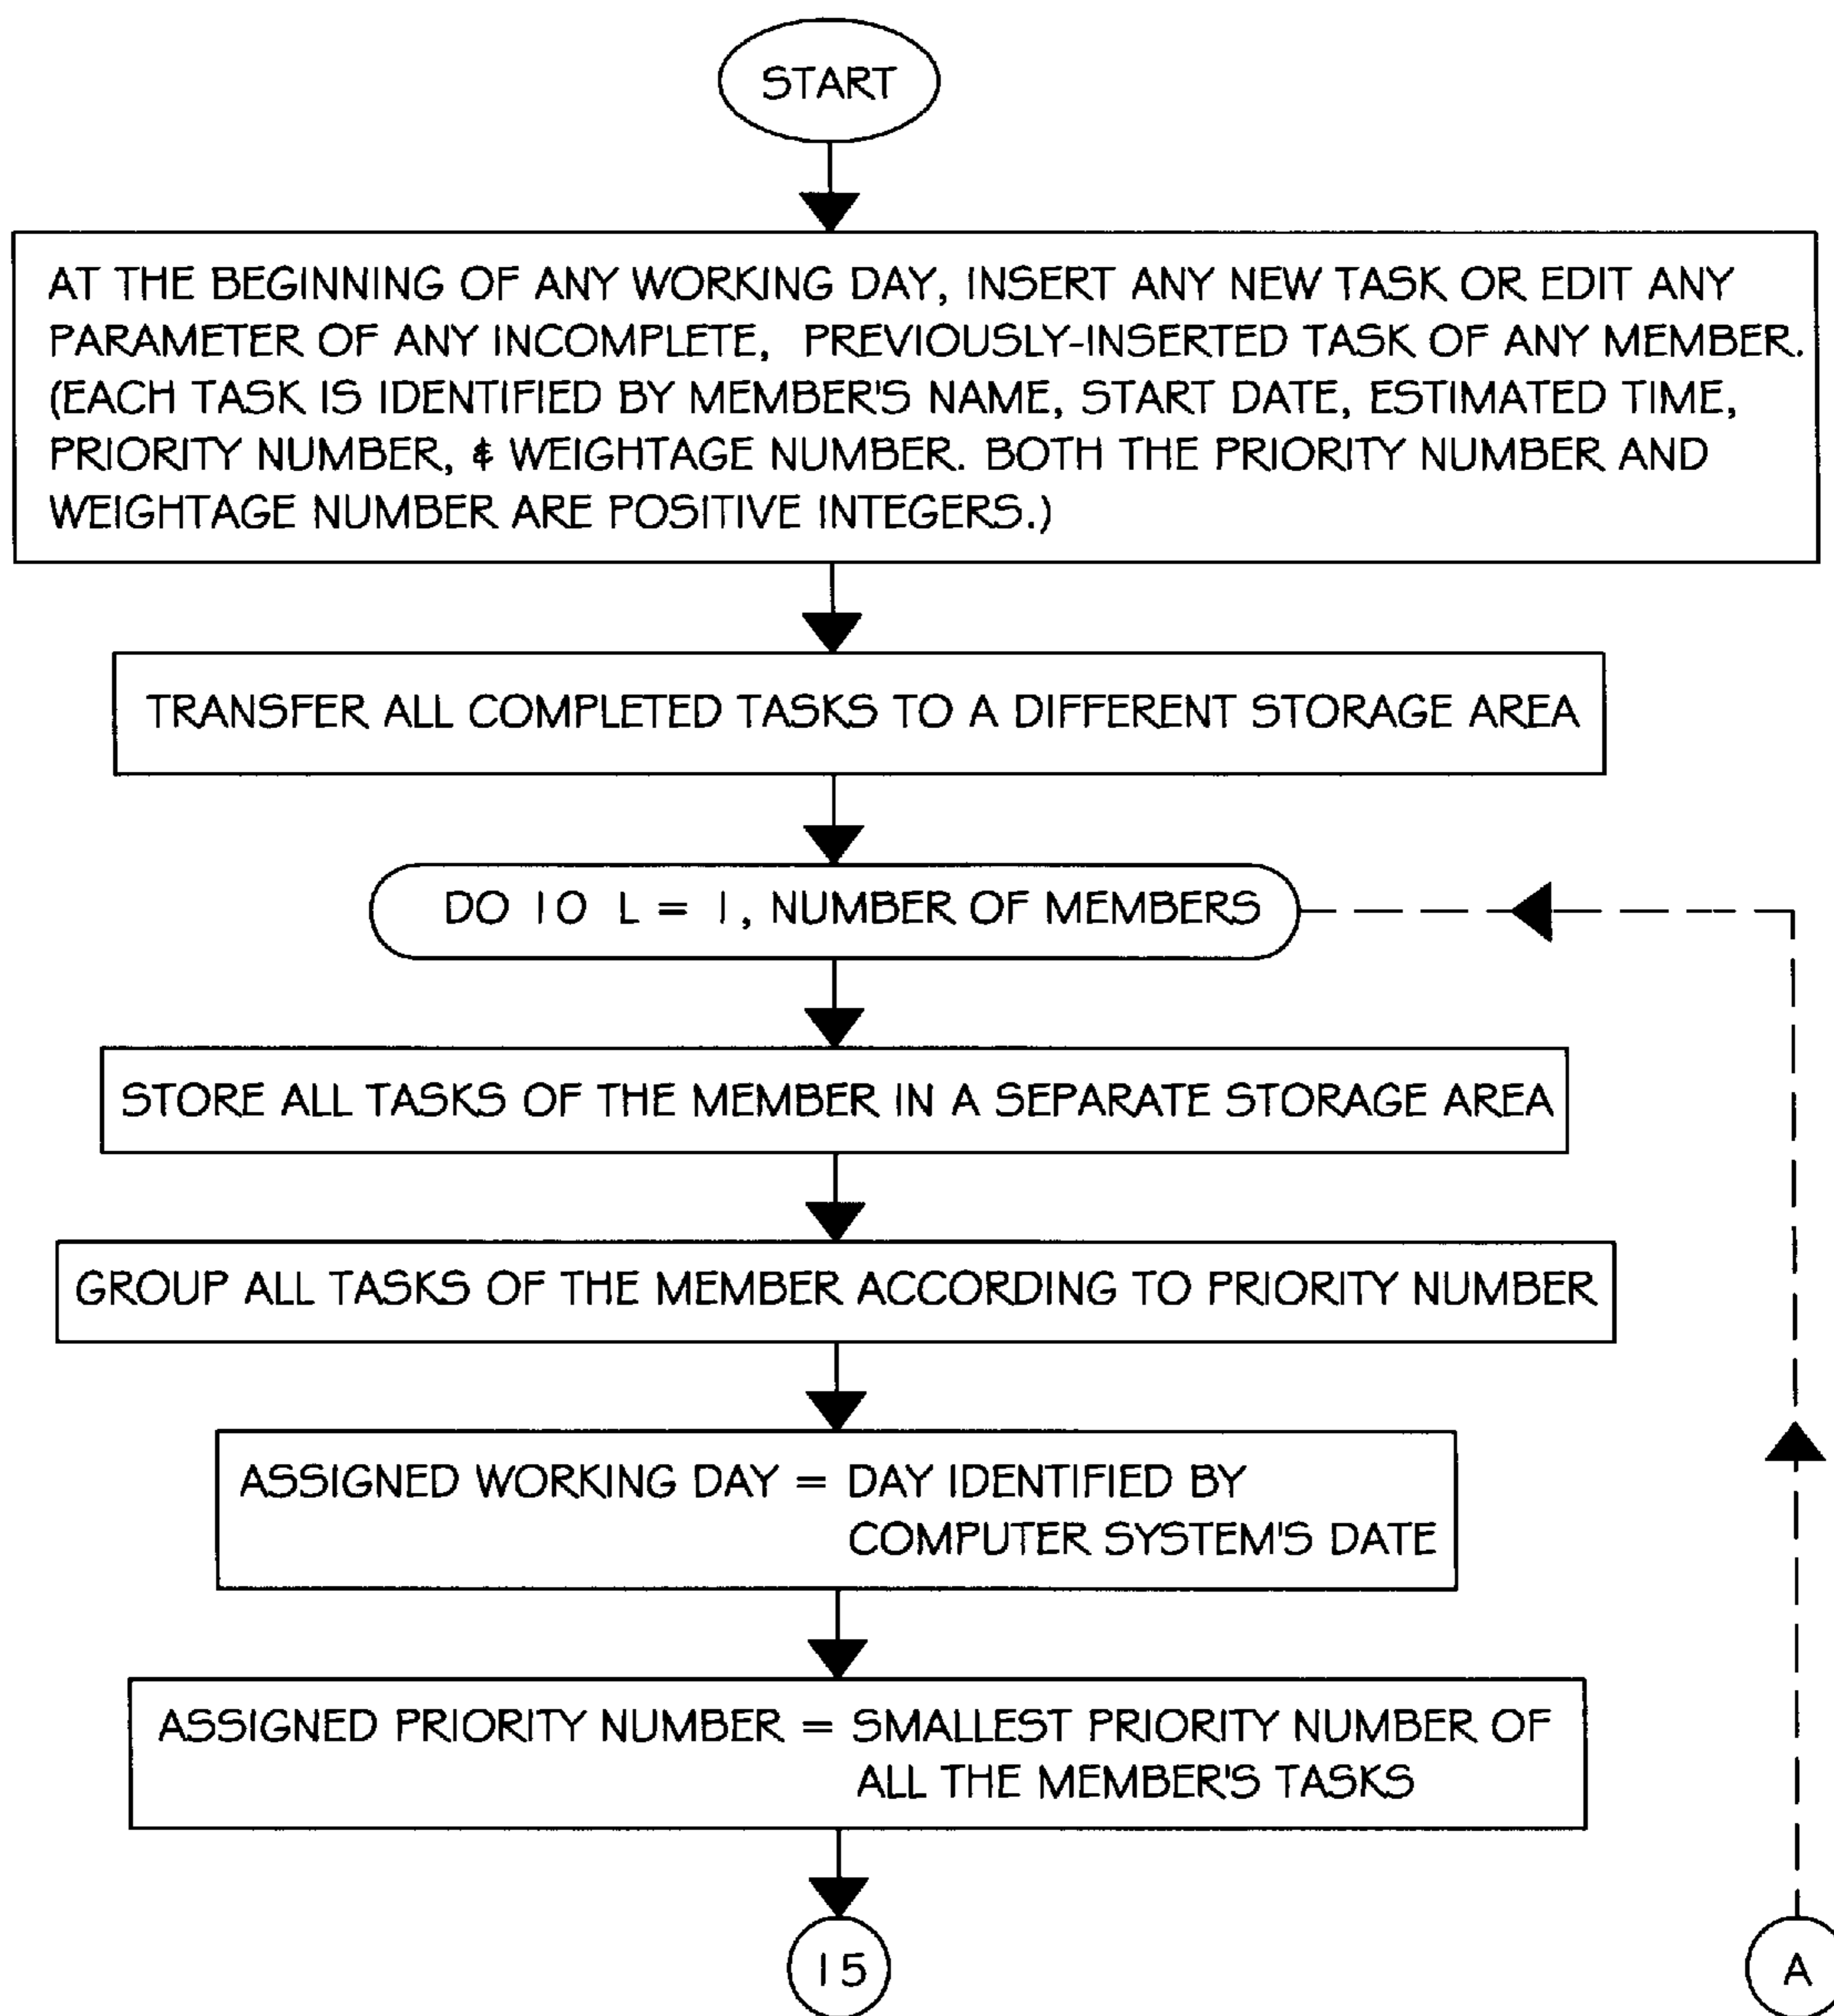 START
AT THE BEGINNING OF ANY WORKING DAY, INSERT ANY NEW TASK OR EDIT ANY
PARAMETER OF ANY INCOMPLETE, PREVIOUSLY-INSERTED TASK OF ANY MEMBER.
(EACH TASK IS IDENTIFIED BY MEMBER'S NAME, START DATE, ESTIMATED TIME,
PRIORITY NUMBER, & WEIGHTAGE NUMBER. BOTH THE PRIORITY NUMBER AND
WEIGHTAGE NUMBER ARE POSITIVE INTEGERS.)
TRANSFER ALL COMPLETED TASKS TO A DIFFERENT STORAGE AREA
DO 10 L = 1, NUMBER OF MEMBERS
STORE ALL TASKS OF THE MEMBER IN A SEPARATE STORAGE AREA
GROUP ALL TASKS OF THE MEMBER ACCORDING TO PRIORITY NUMBER
ASSIGNED WORKING DAY = DAY IDENTIFIED BY
COMPUTER SYSTEM'S DATE
ASSIGNED PRIORITY NUMBER = SMALLEST PRIORITY NUMBER OF
ALL THE MEMBER'S TASKS
15
A